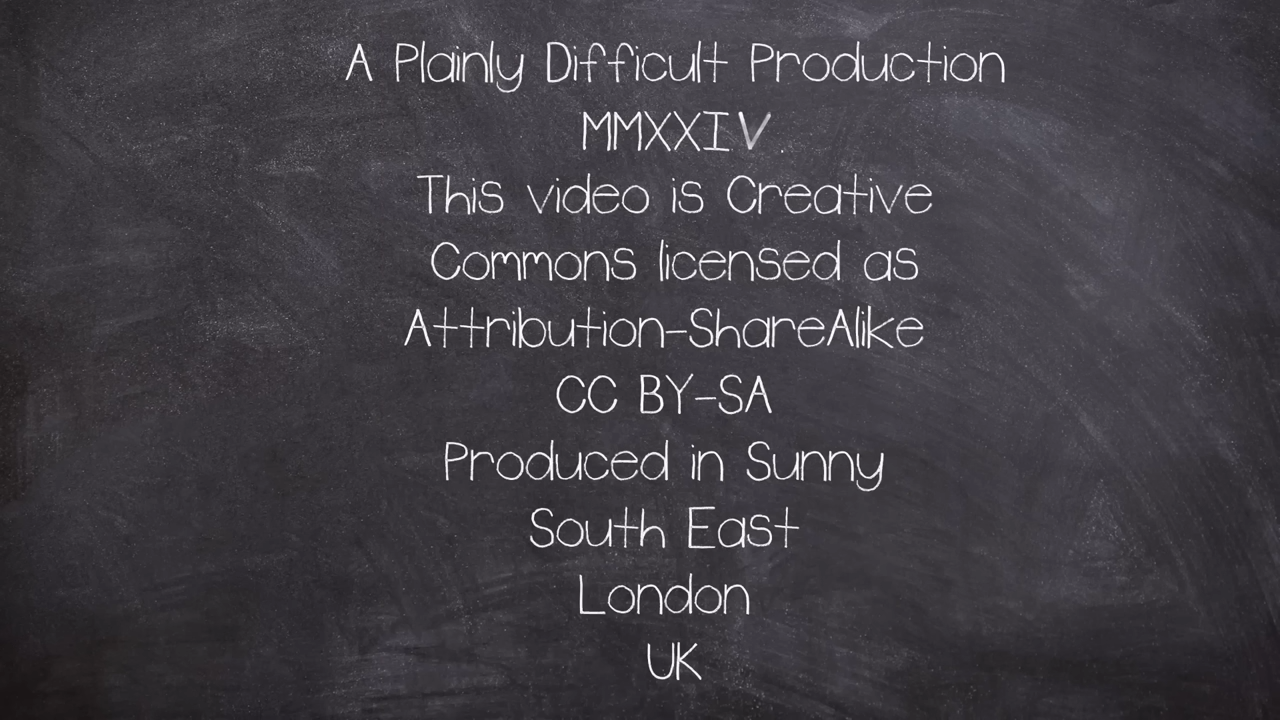 A Plainly Difficult Production
MMXXIV
This video is Creative
Commons licensed as
Attribution-ShareAlike
CC BY-SA
Produced in Sunny
South East
London
UK